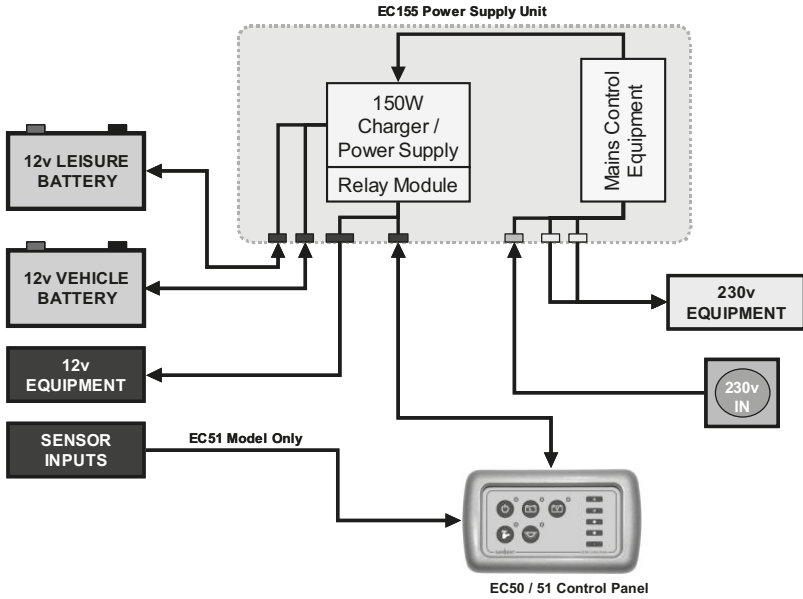 EC155 Power Supply Unit
150W
Charger /
Power Supply
Relay Module
Mains Control
Equipment
12v LEISURE
BATTERY
12v VEHICLE
BATTERY
12v
EQUIPMENT
SENSOR
INPUTS
EC51 Model Only
230v
EQUIPMENT
230v
IN
EC50 / 51 Control Panel